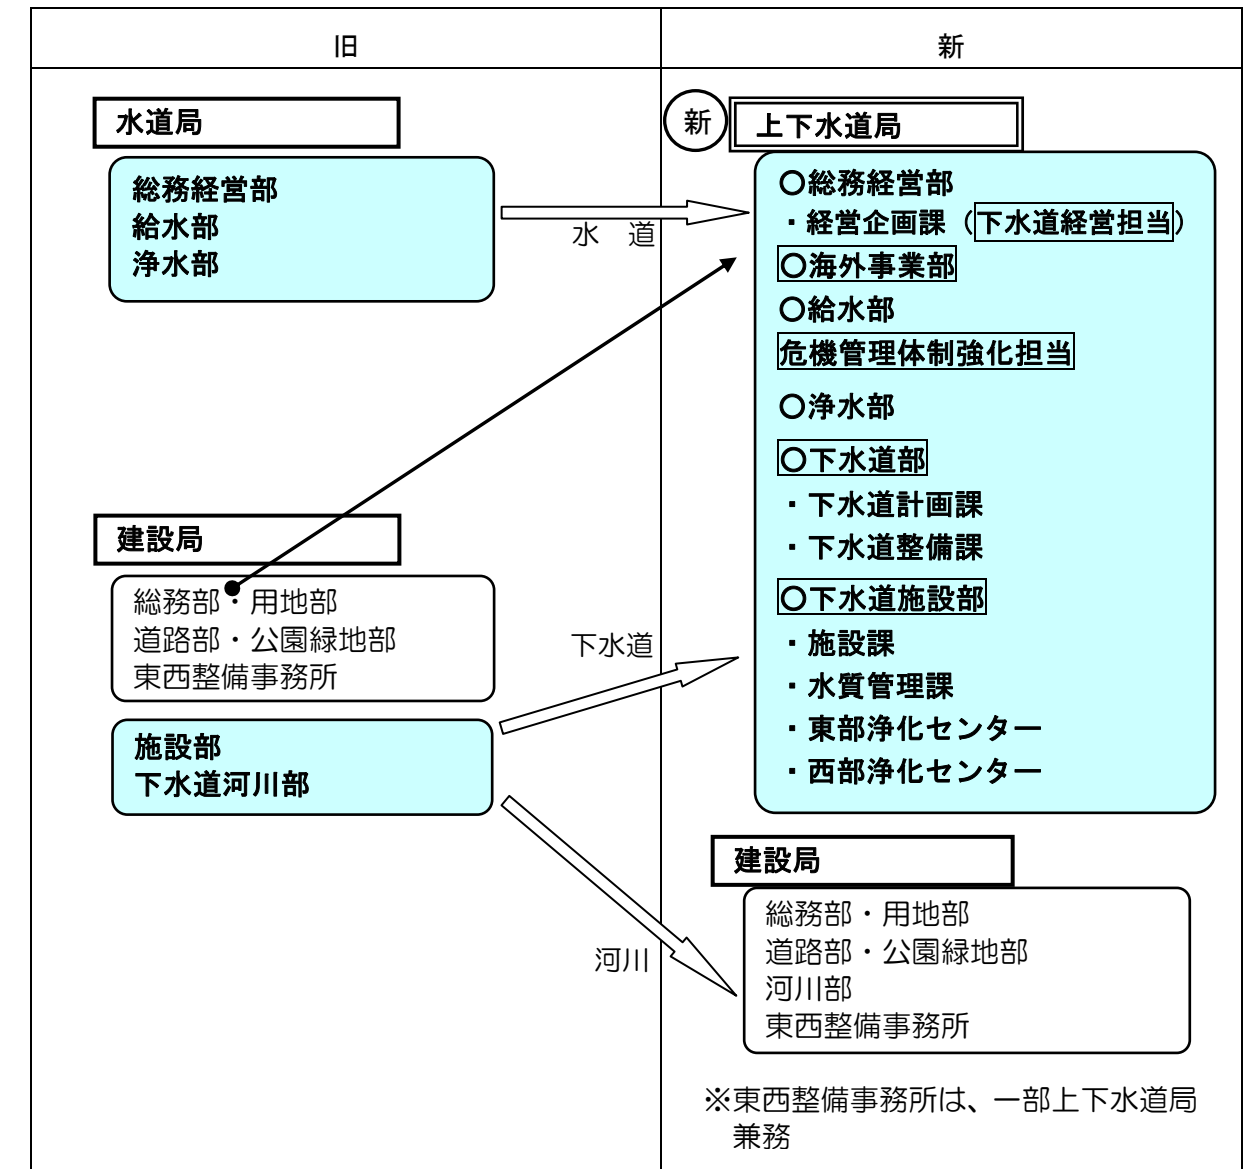 旧
新
水道局
総務経営部
給水部
浄水部
水 道
建設局
総務部・用地部
道路部・公園緑地部
東西整備事務所
下水道
施設部
下水道河川部
河川
新
上下水道局
○総務経営部
・経営企画課（下水道経営担当）
○海外事業部
○給水部
危機管理体制強化担当
○浄水部
○下水道部
・下水道計画課
・下水道整備課
○下水道施設部
・施設課
・水質管理課
・東部浄化センター
・西部浄化センター
建設局
総務部・用地部
道路部・公園緑地部
河川部
東西整備事務所
※東西整備事務所は、一部上下水道局
兼務